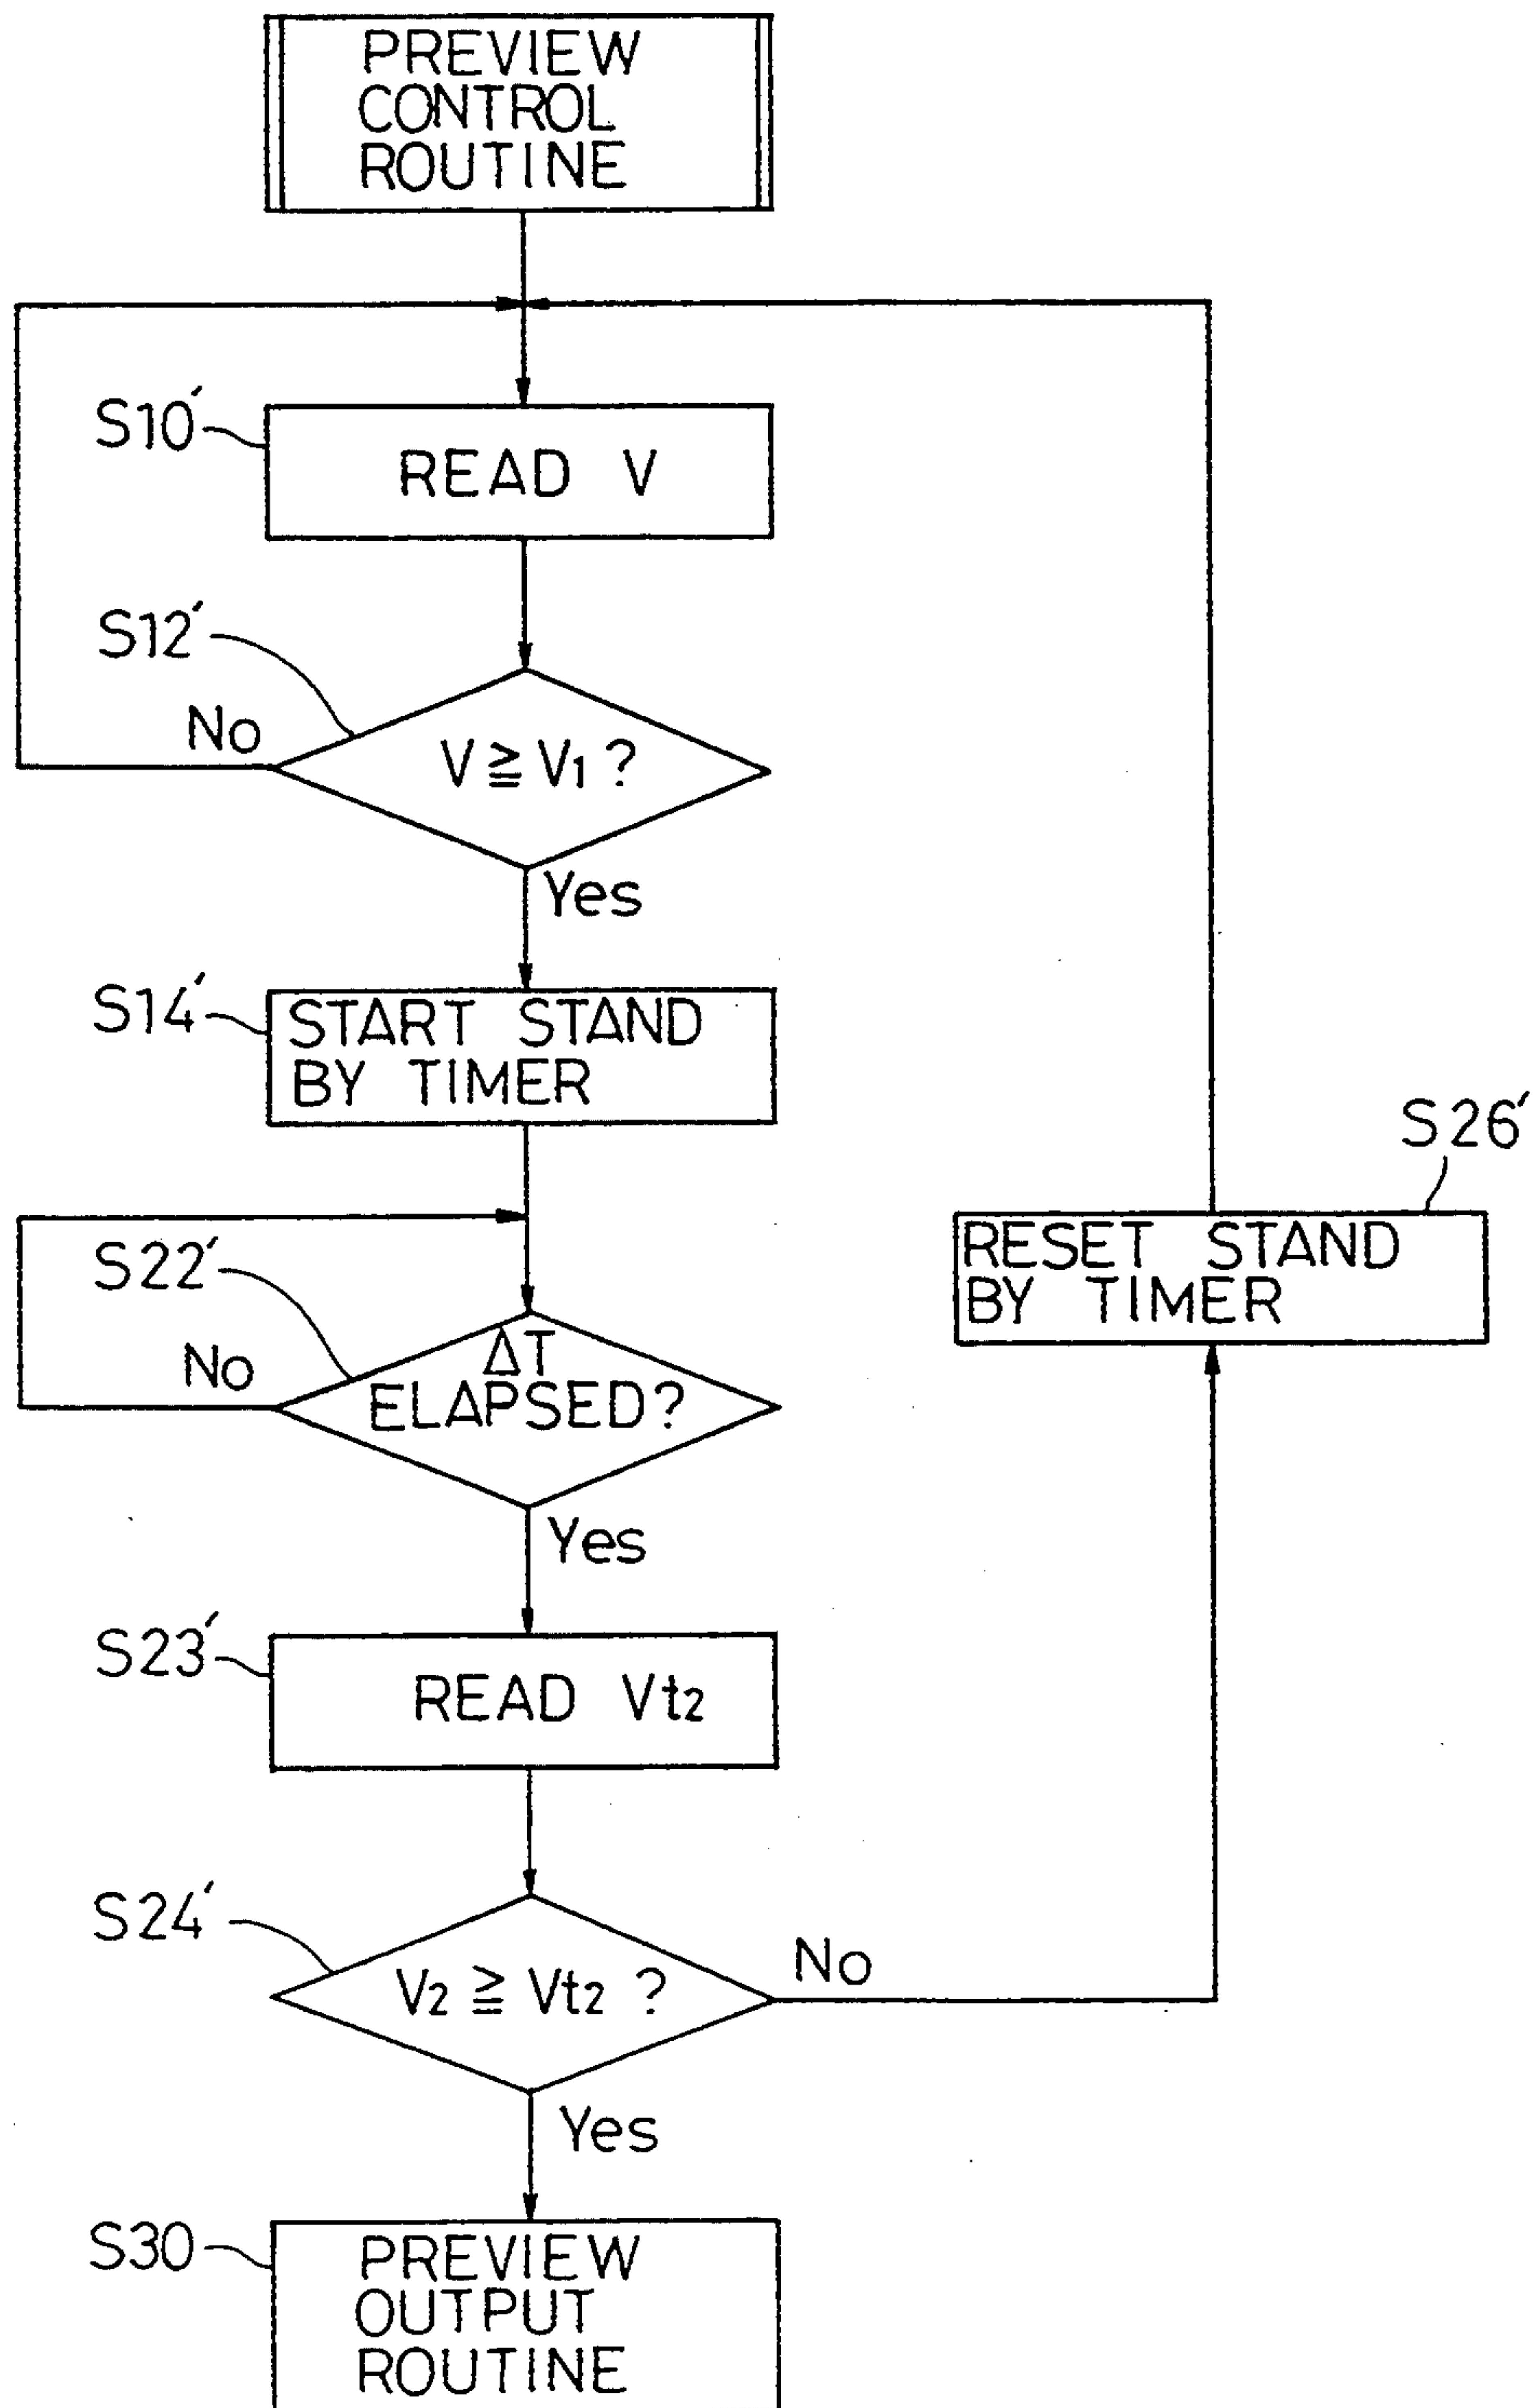 PREVIEW
CONTROL
ROUTINE
S10'
READ V
S12'
No
V ≧ V1 ?
Yes
S14'
START STAND
BY TIMER
S26'
RESET STAND
BY TIMER
S22'
No
ΔT
ELAPSED?
Yes
S23'
READ Vt2
S24'
V2 ≧ Vt2 ?
No
Yes
S30
PREVIEW
OUTPUT
ROUTINE